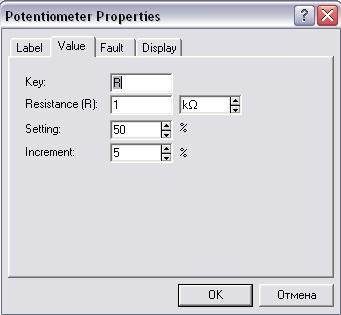 Potentiometer Properties
Label Value Fault Display
Key: R
Resistance (R): 1 kΩ
Setting: 50 %
Increment: 5 %
OK Отмена